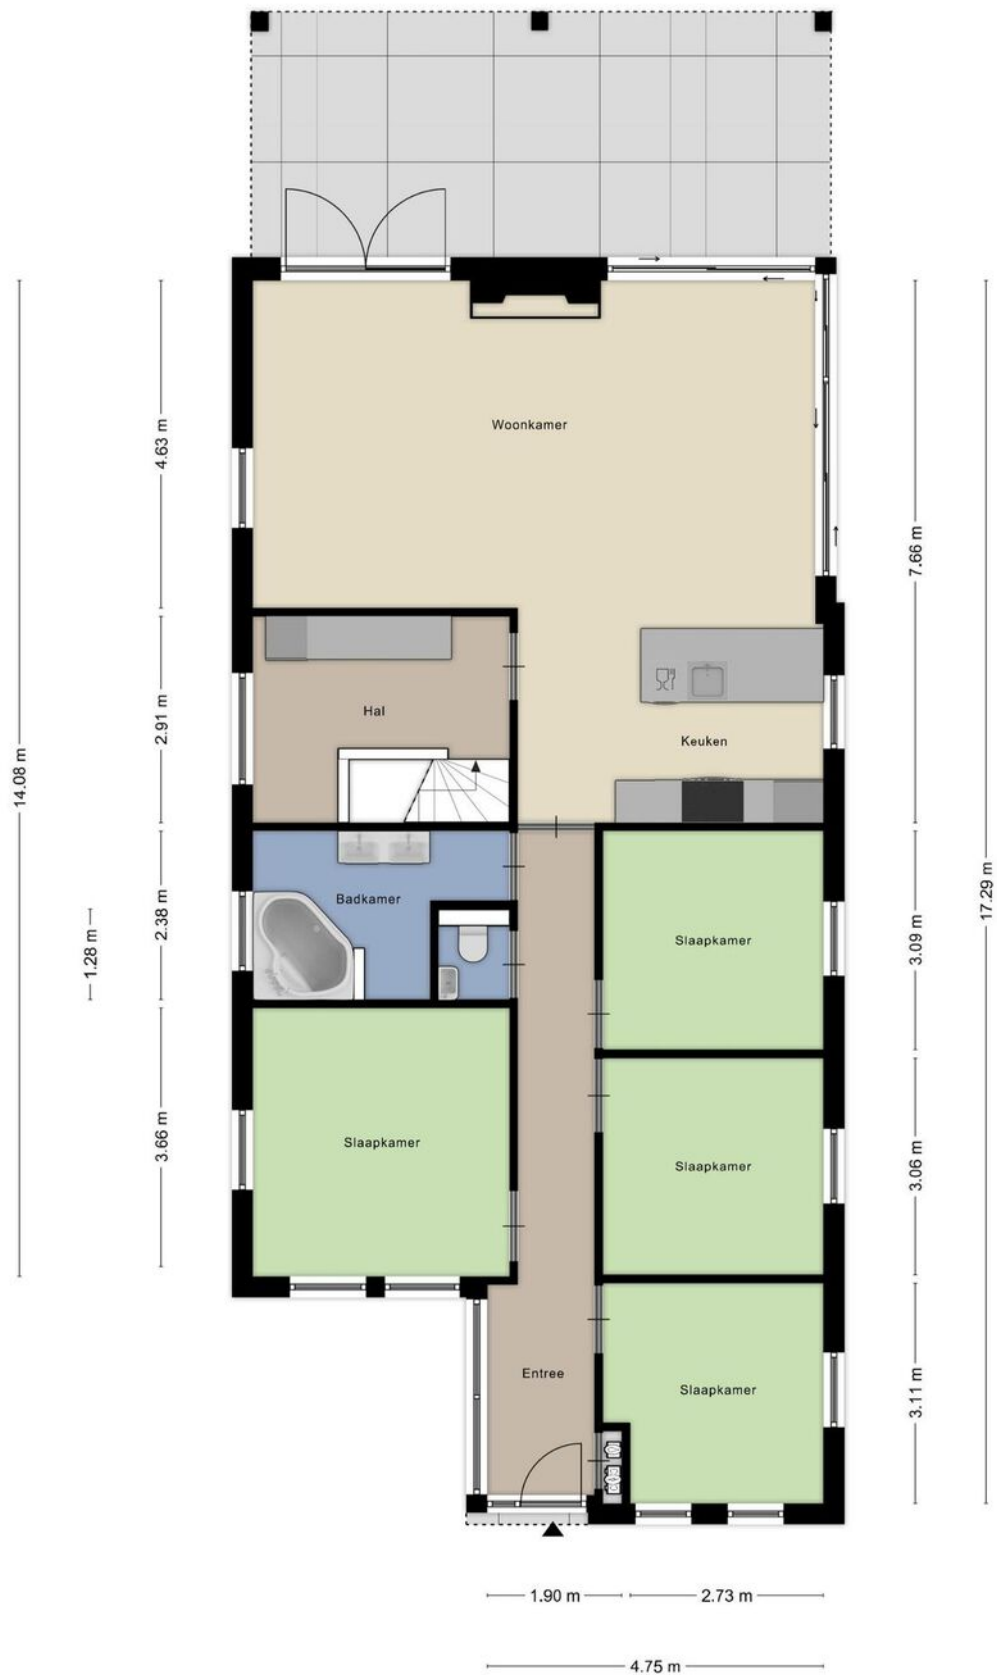 Woonkamer
4.63 m
7.66 m
Hal
2.91 m
Keuken
14.08 m
17.29 m
Badkamer
2.38 m
1.28 m
Slaapkamer
3.09 m
Slaapkamer
3.66 m
Slaapkamer
3.06 m
Entree
Slaapkamer
3.11 m
1.90 m
2.73 m
4.75 m